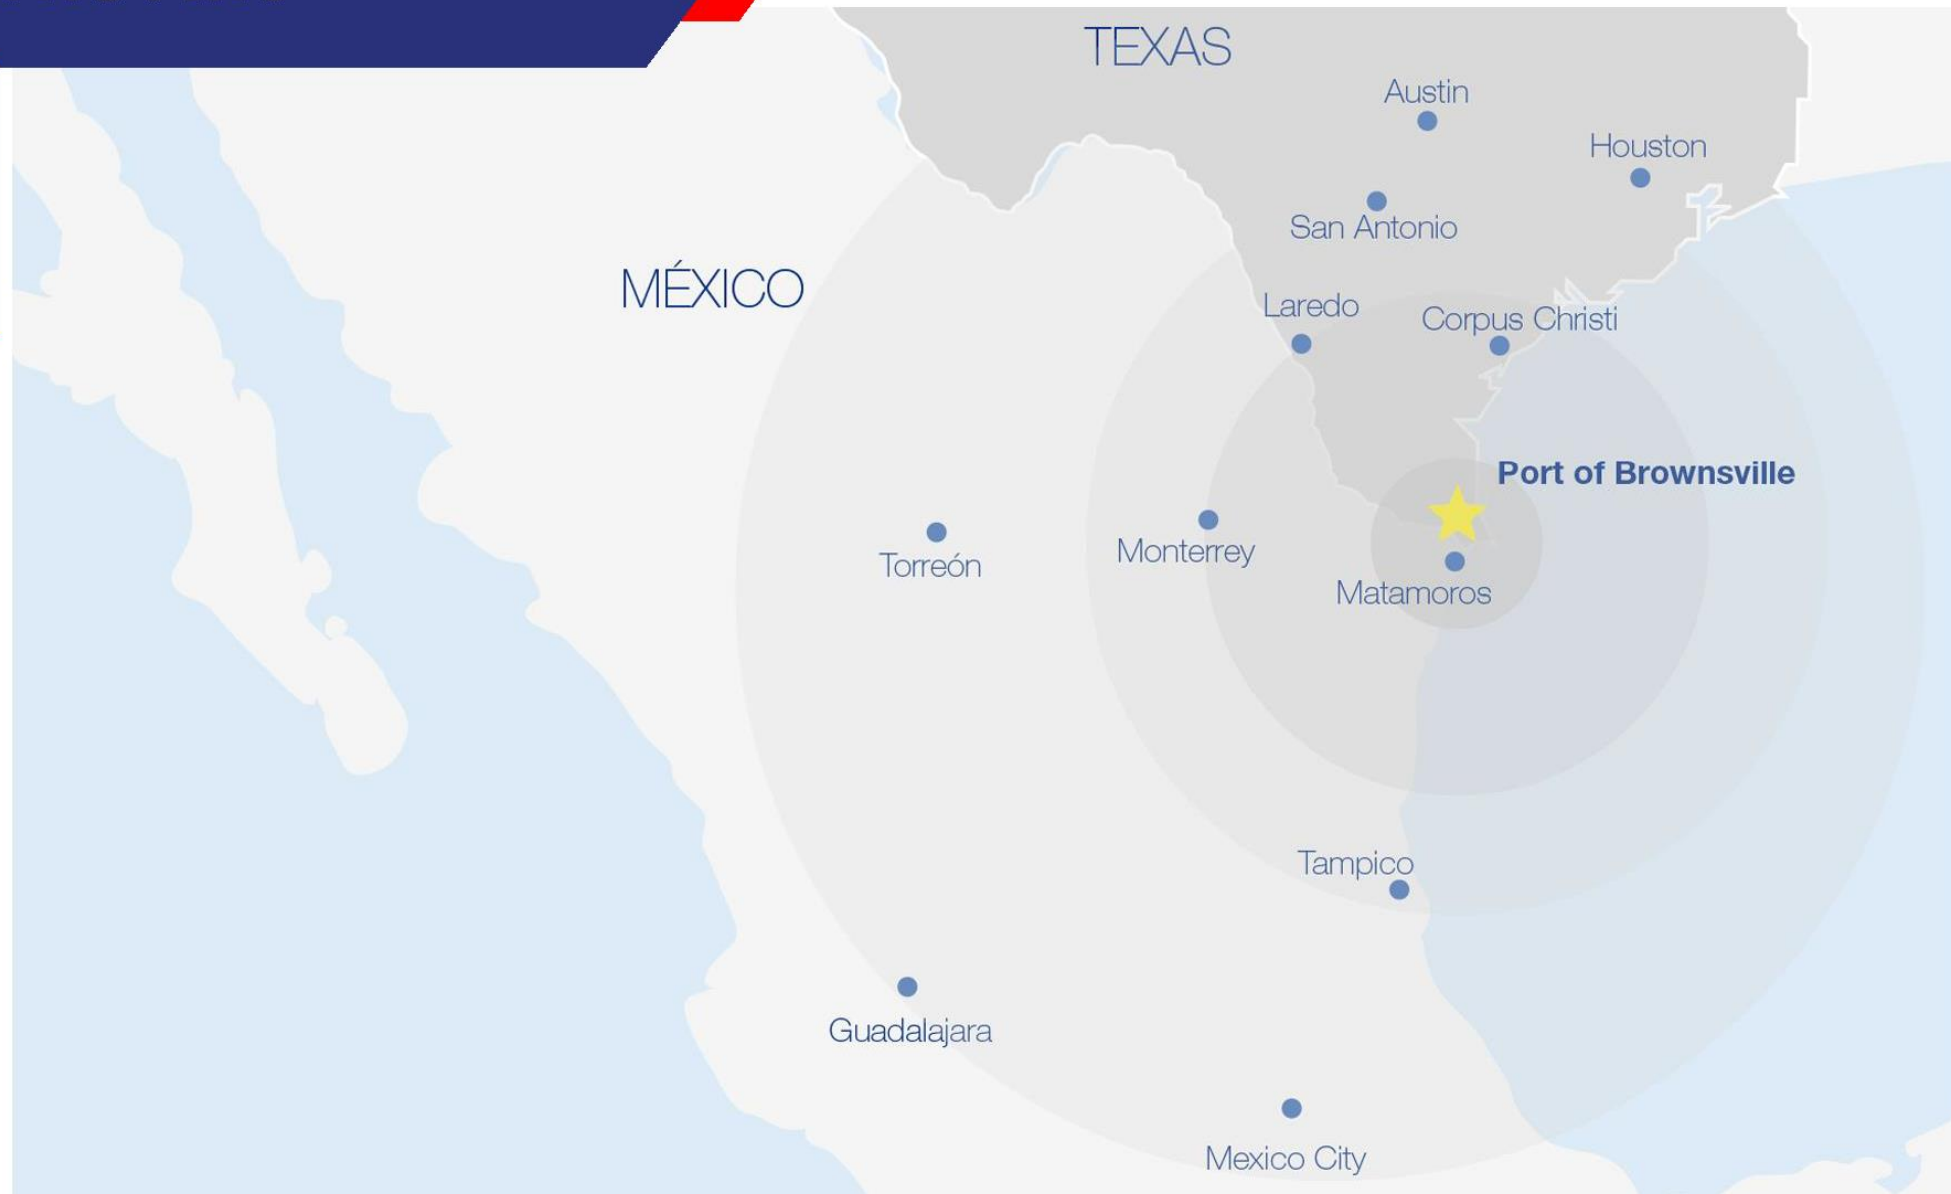 TEXAS
Austin
Houston
San Antonio
MÉXICO
Laredo
Corpus Christi
Port of Brownsville
Torreón
Monterrey
Matamoros
Tampico
Guadalajara
Mexico City